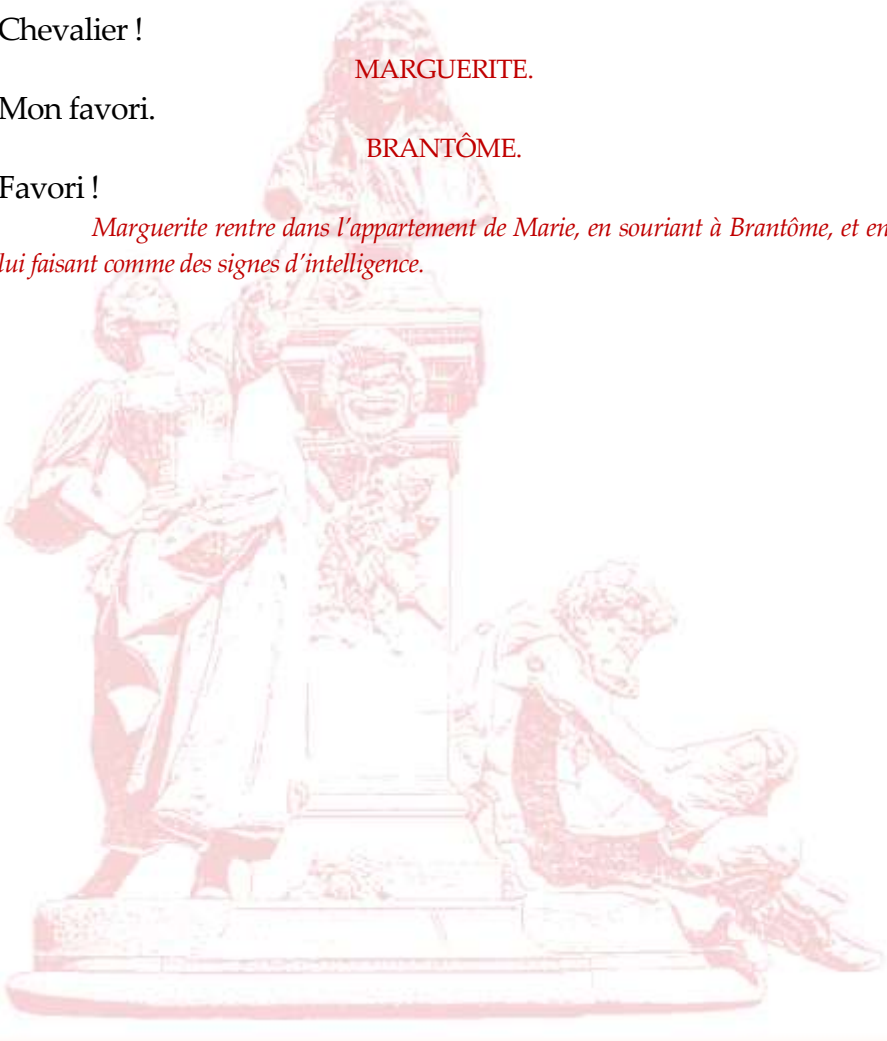 Chevalier !
MARGUERITE.
Mon favori.
BRANTÔME.
Favori !
Marguerite rentre dans l’appartement de Marie, en souriant à Brantôme, et en
lui faisant comme des signes d’intelligence.